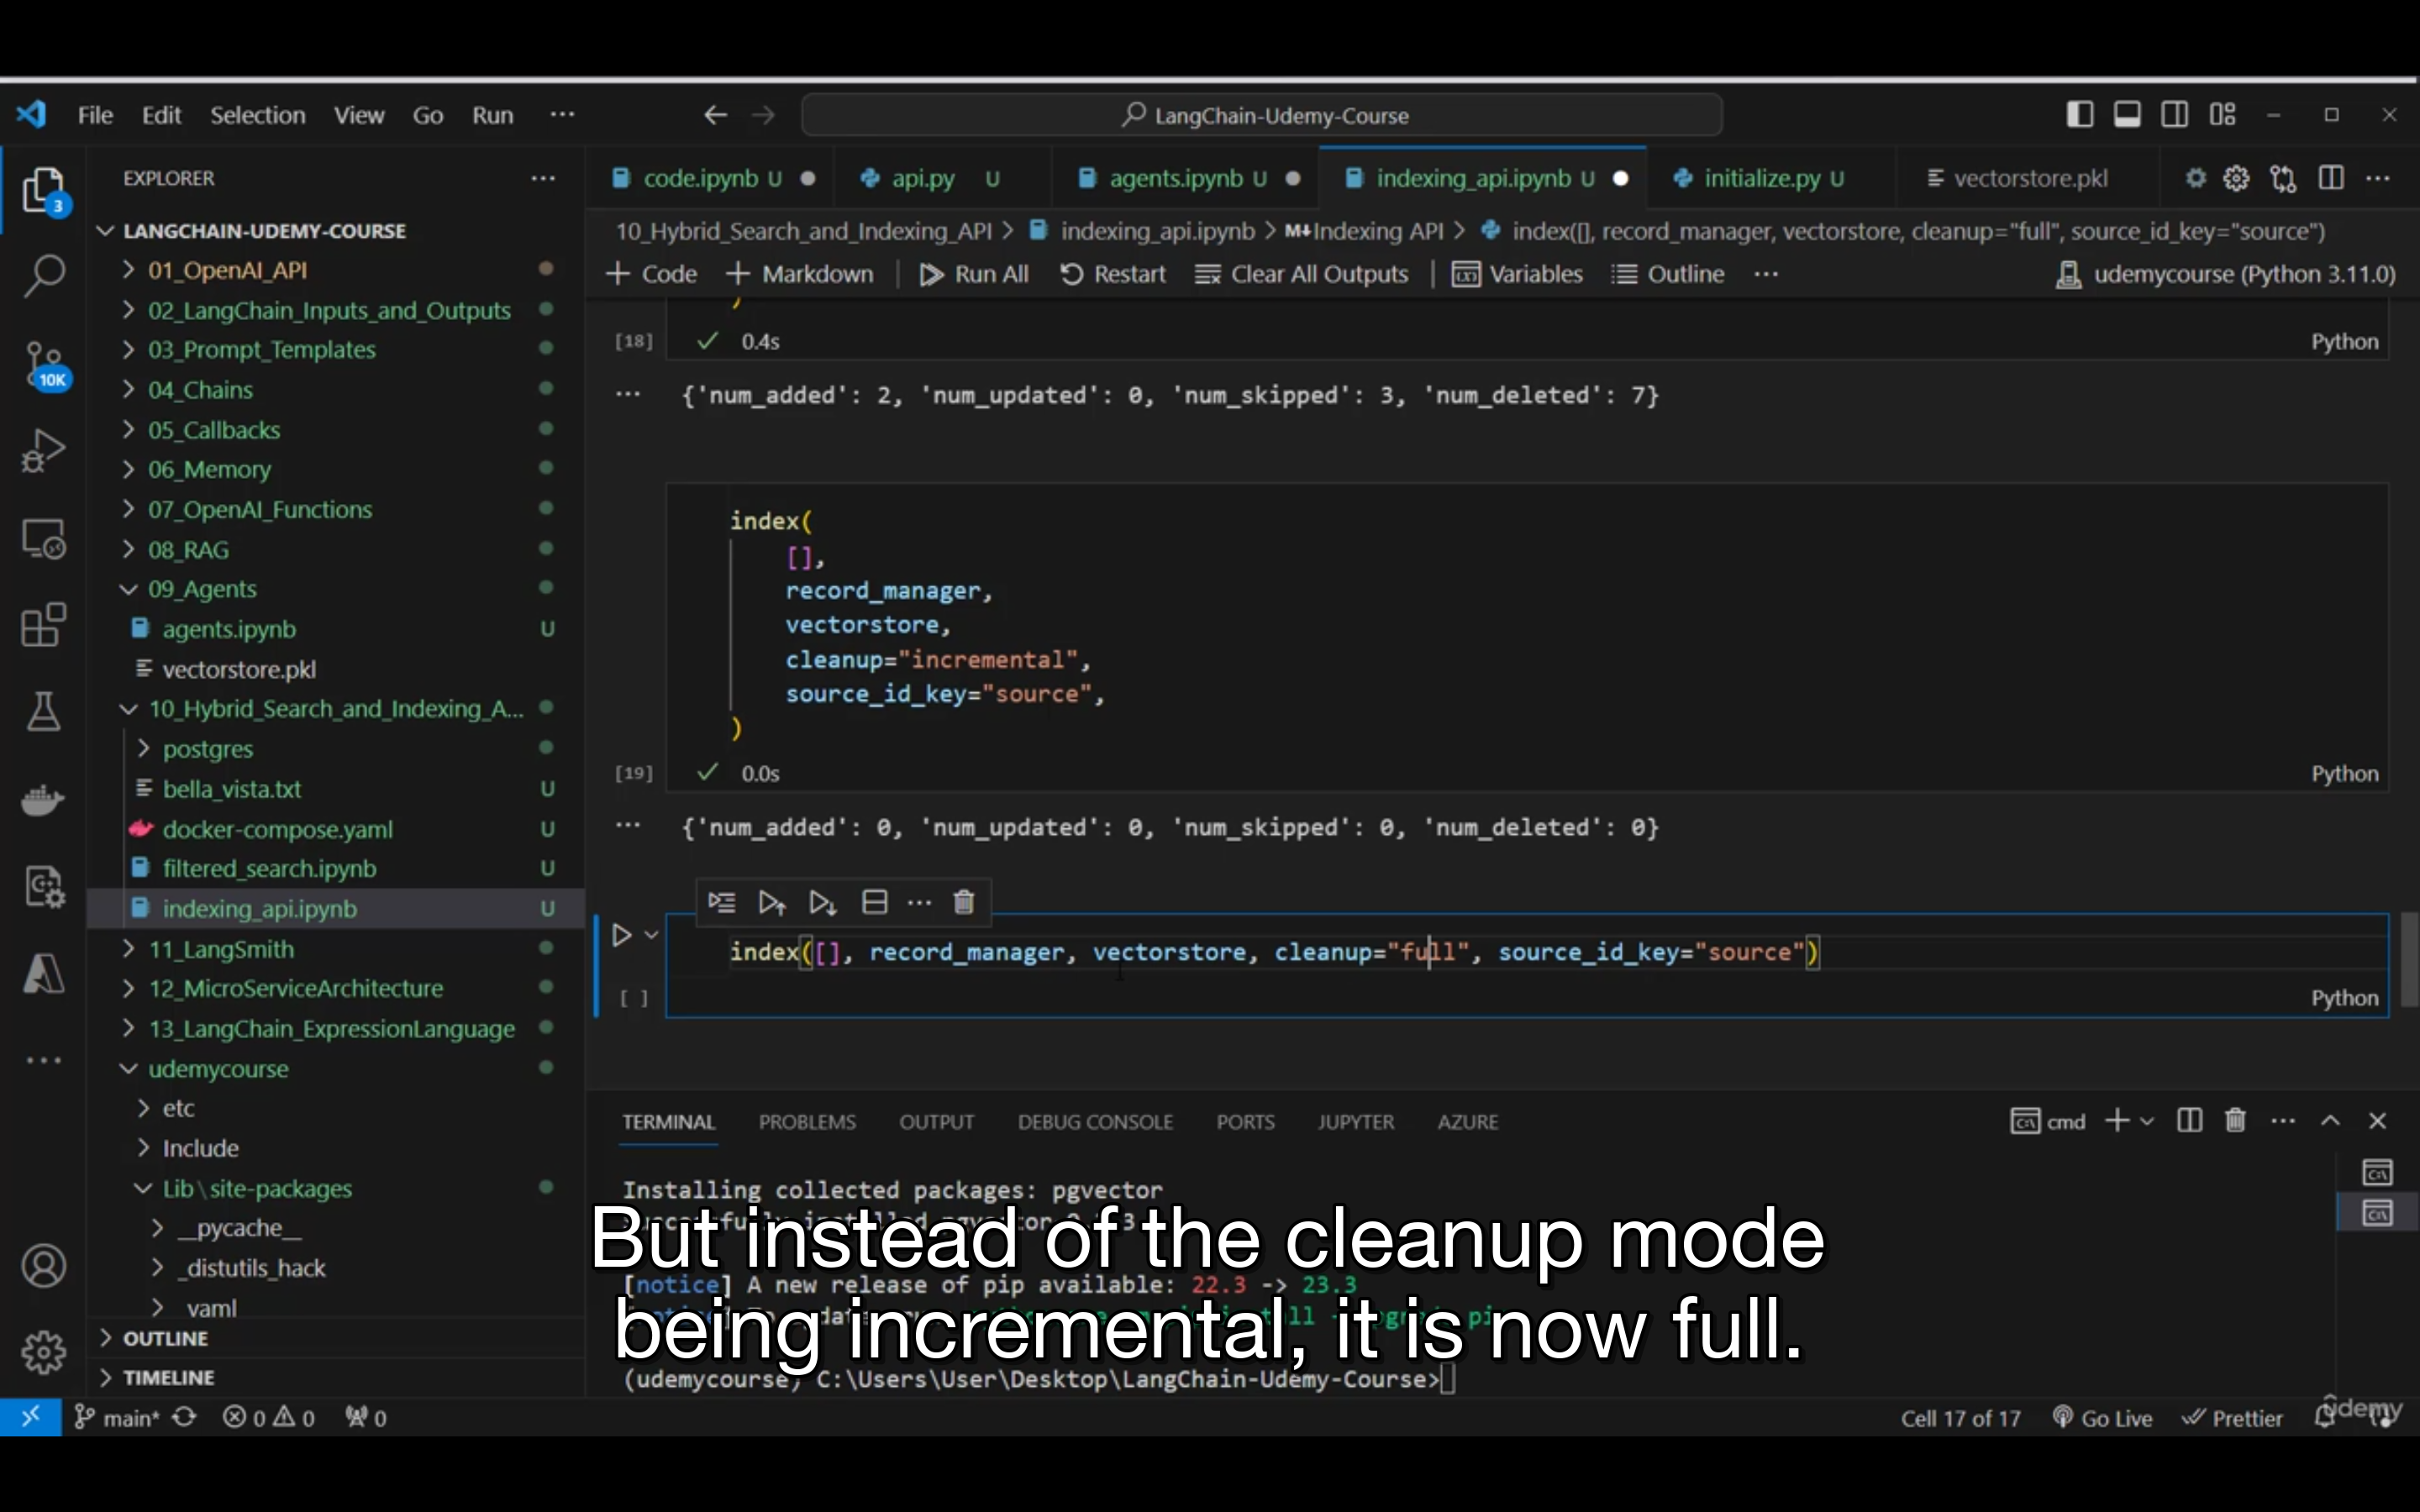 File Edit Selection View Go Run ···
LangChain-Udemy-Course
EXPLORER
code.ipynb U
api.py U
agents.ipynb U
indexing_api.ipynb U
initialize.py U
vectorstore.pkl
3
LANGCHAIN-UDEMY-COURSE
10_Hybrid_Search_and_Indexing_API > indexing_api.ipynb > M↓Indexing API > index([], record_manager, vectorstore, cleanup="full", source_id_key="source")
+ Code + Markdown Run All Restart Clear All Outputs Variables Outline ··· udemycourse (Python 3.11.0)
01_OpenAI_API
02_LangChain_Inputs_and_Outputs
03_Prompt_Templates
10K
04_Chains
05_Callbacks
06_Memory
07_OpenAI_Functions
08_RAG
09_Agents
agents.ipynb U
vectorstore.pkl
10_Hybrid_Search_and_Indexing_A...
postgres
bella_vista.txt U
docker-compose.yaml U
filtered_search.ipynb U
indexing_api.ipynb U
11_LangSmith
12_MicroServiceArchitecture
13_LangChain_ExpressionLanguage
udemycourse
etc
Include
Lib\site-packages
__pycache__
_distutils_hack
yaml
OUTLINE
TIMELINE
)
[18] ✓ 0.4s Python
{'num_added': 2, 'num_updated': 0, 'num_skipped': 3, 'num_deleted': 7}
index(
[],
record_manager,
vectorstore,
cleanup="incremental",
source_id_key="source",
)
[19] ✓ 0.0s Python
{'num_added': 0, 'num_updated': 0, 'num_skipped': 0, 'num_deleted': 0}
index([], record_manager, vectorstore, cleanup="full", source_id_key="source")
[ ] Python
TERMINAL PROBLEMS OUTPUT DEBUG CONSOLE PORTS JUPYTER AZURE
cmd
Installing collected packages: pgvector
But instead of the cleanup mode
[notice] A new release of pip available: 22.3 -> 23.3
being incremental, it is now full.
(udemycourse) C:\Users\User\Desktop\LangChain-Udemy-Course>
main* 0 0 0
Cell 17 of 17 Go Live Prettier
udemy